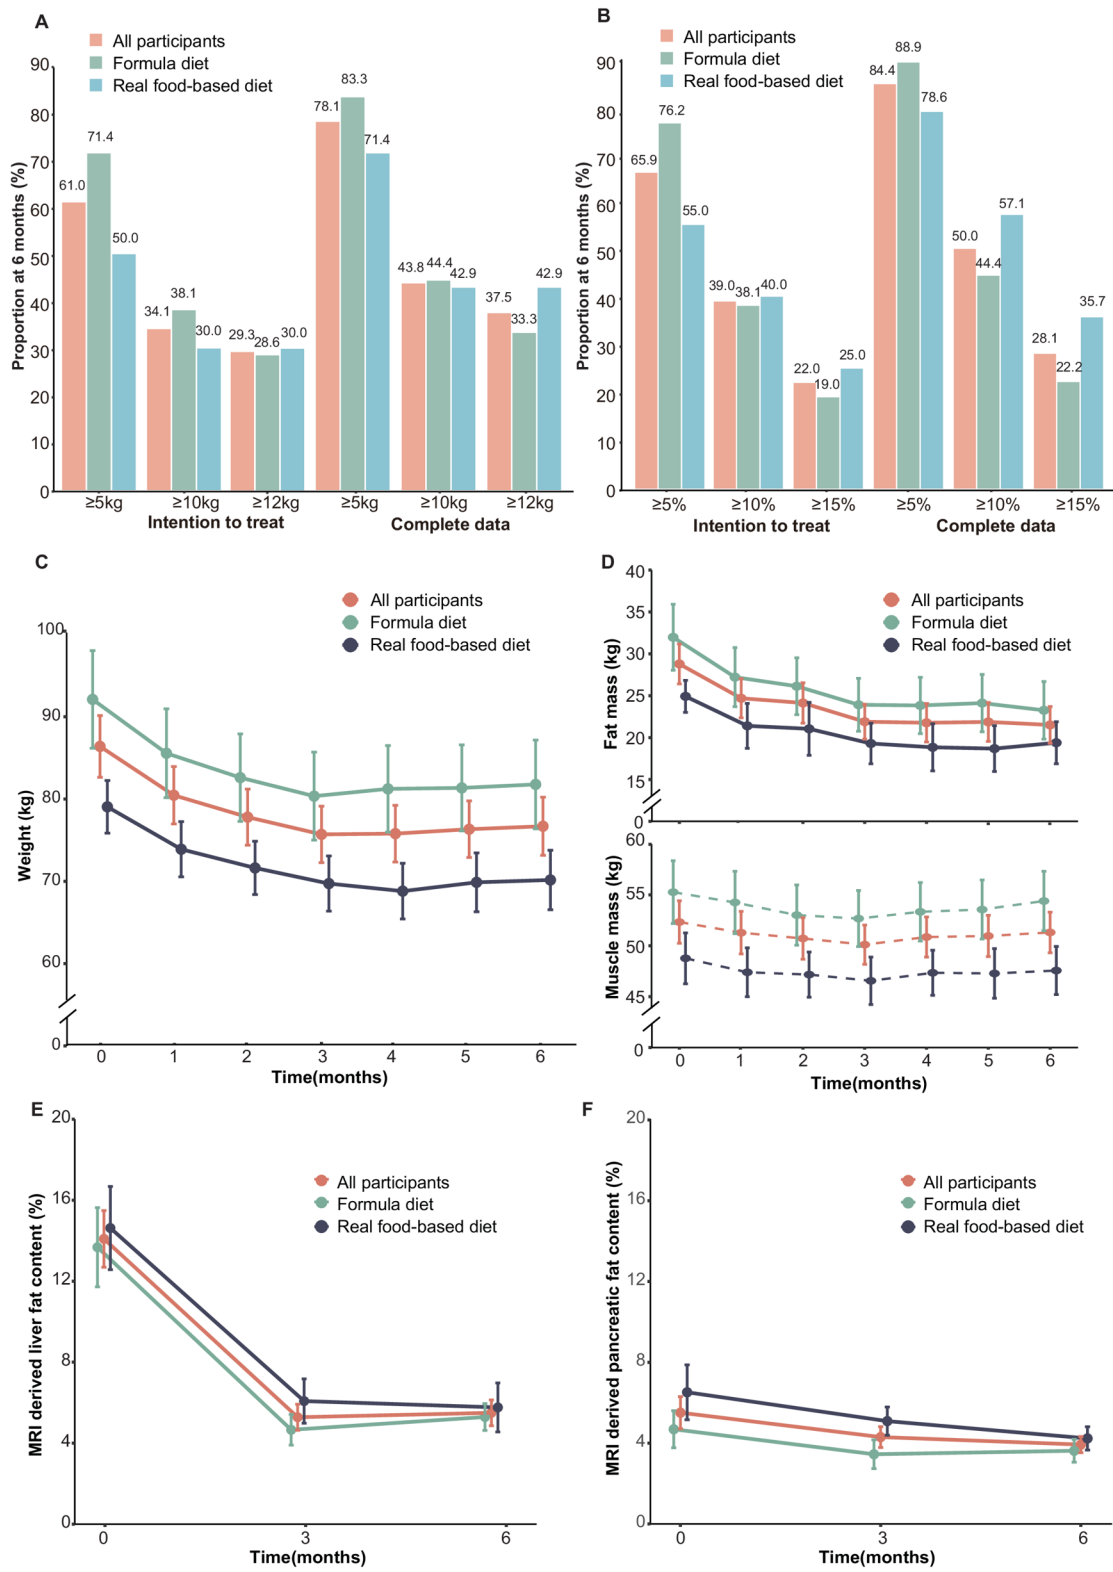 A
All participants
Formula diet
Real food-based diet
Proportion at 6 months (%)
90
80
70
60
50
40
30
20
10
0
61.0
71.4
50.0
34.1
38.1
30.0
29.3
28.6
30.0
78.1
83.3
71.4
43.8
44.4
42.9
37.5
33.3
42.9
≥5kg ≥10kg ≥12kg ≥5kg ≥10kg ≥12kg
Intention to treat Complete data
B
All participants
Formula diet
Real food-based diet
Proportion at 6 months (%)
90
80
70
60
50
40
30
20
10
0
65.9
76.2
55.0
39.0
38.1
40.0
22.0
19.0
25.0
84.4
88.9
78.6
50.0
44.4
57.1
28.1
22.2
35.7
≥5% ≥10% ≥15% ≥5% ≥10% ≥15%
Intention to treat Complete data
C
All participants
Formula diet
Real food-based diet
Weight (kg)
100
90
80
70
60
0
0 1 2 3 4 5 6
Time(months)
D
All participants
Formula diet
Real food-based diet
Fat mass (kg)
40
35
30
25
20
15
0
Muscle mass (kg)
60
55
50
45
0
0 1 2 3 4 5 6
Time(months)
E
All participants
Formula diet
Real food-based diet
MRI derived liver fat content (%)
20
16
12
8
4
0
0 3 6
Time(months)
F
All participants
Formula diet
Real food-based diet
MRI derived pancreatic fat content (%)
20
16
12
8
4
0
0 3 6
Time(months)